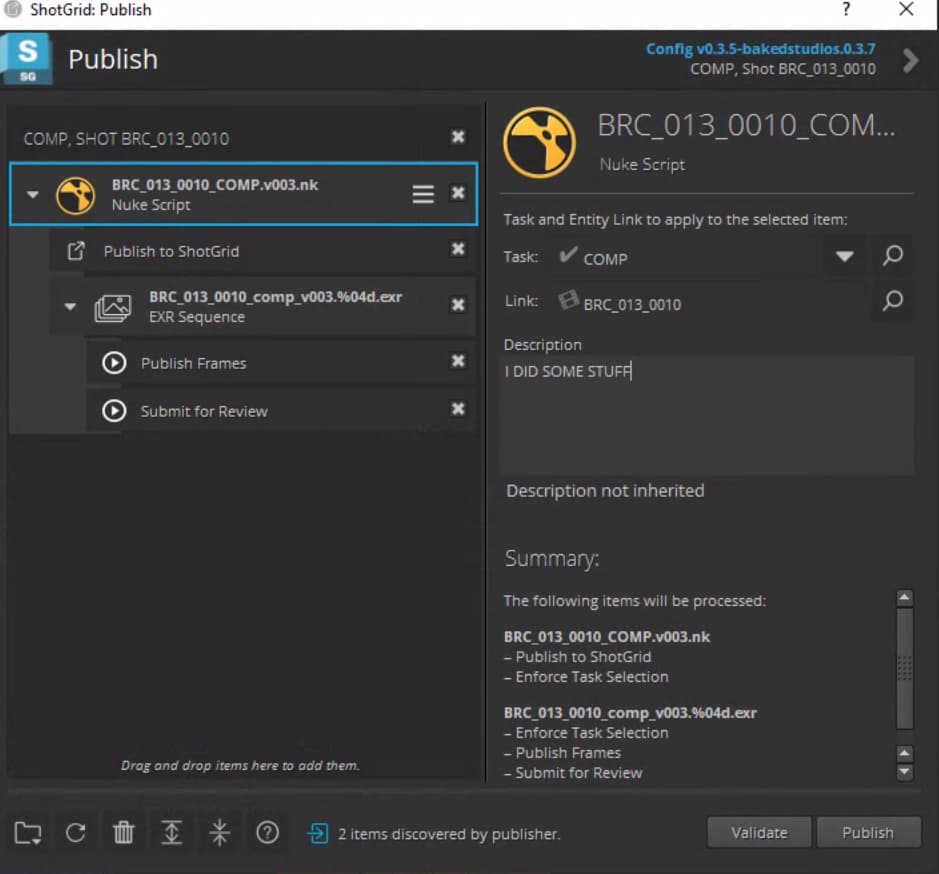 ShotGrid: Publish
?
S
SG
Publish
Config v0.3.5-bakedstudios.0.3.7
COMP, Shot BRC_013_0010
COMP, SHOT BRC_013_0010
BRC_013_0010_COMP.v003.nk
Nuke Script
Publish to ShotGrid
BRC_013_0010_comp_v003.%04d.exr
EXR Sequence
Publish Frames
Submit for Review
Drag and drop items here to add them.
BRC_013_0010_COM...
Nuke Script
Task and Entity Link to apply to the selected item:
Task: COMP
Link: BRC_013_0010
Description
I DID SOME STUFF
Description not inherited
Summary:
The following items will be processed:
BRC_013_0010_COMP.v003.nk
– Publish to ShotGrid
– Enforce Task Selection
BRC_013_0010_comp_v003.%04d.exr
– Enforce Task Selection
– Publish Frames
– Submit for Review
?
2 items discovered by publisher.
Validate
Publish